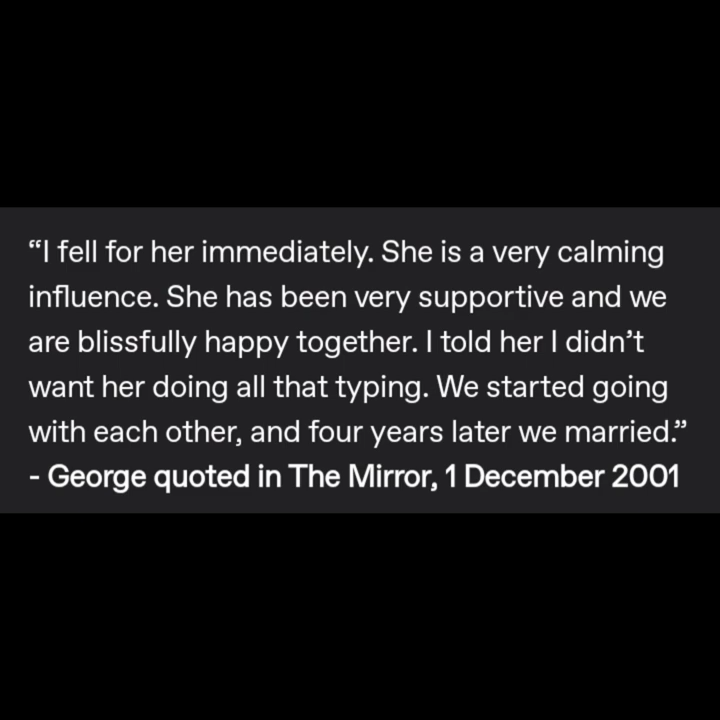 “I fell for her immediately. She is a very calming
influence. She has been very supportive and we
are blissfully happy together. I told her I didn’t
want her doing all that typing. We started going
with each other, and four years later we married.”
- George quoted in The Mirror, 1 December 2001